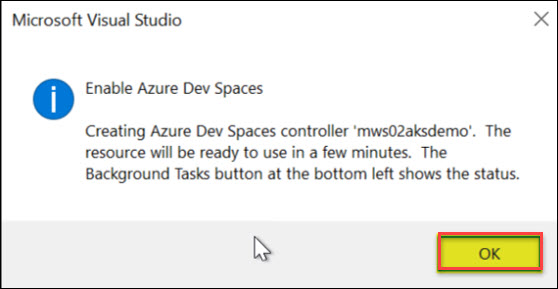 Microsoft Visual Studio
Enable Azure Dev Spaces
Creating Azure Dev Spaces controller 'mws02aksdemo'.  The
resource will be ready to use in a few minutes.  The
Background Tasks button at the bottom left shows the status.
OK